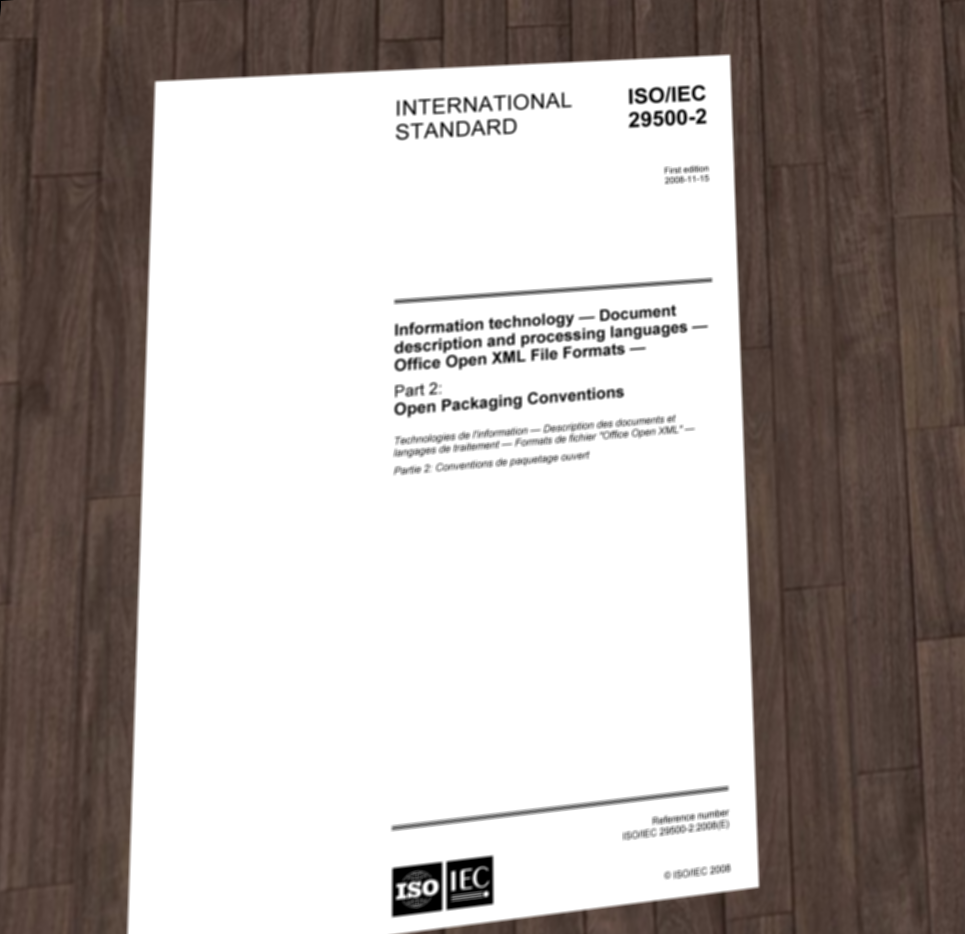 INTERNATIONAL
STANDARD
ISO/IEC
29500-2
First edition
2008-11-15
Information technology — Document
description and processing languages —
Office Open XML File Formats —
Part 2:
Open Packaging Conventions
Technologies de l'information — Description des documents et
langages de traitement — Formats de fichier "Office Open XML" —
Partie 2: Conventions de paquetage ouvert
Reference number
ISO/IEC 29500-2:2008(E)
ISO
IEC
© ISO/IEC 2008